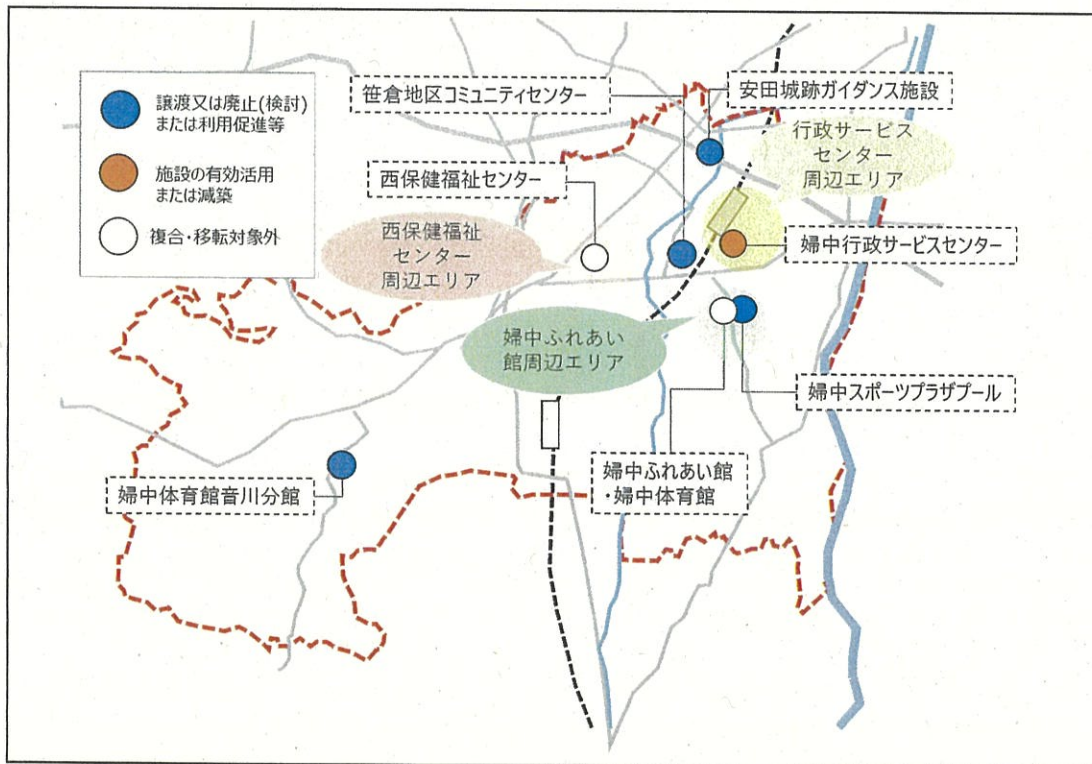 譲渡又は廃止(検討)
または利用促進等
施設の有効活用
または減築
複合・移転対象外
笹倉地区コミュニティセンター
安田城跡ガイダンス施設
行政サービス
センター
周辺エリア
西保健福祉センター
西保健福祉
センター
周辺エリア
婦中行政サービスセンター
婦中ふれあい
館周辺エリア
婦中スポーツプラザプール
婦中ふれあい館
・婦中体育館
婦中体育館音川分館